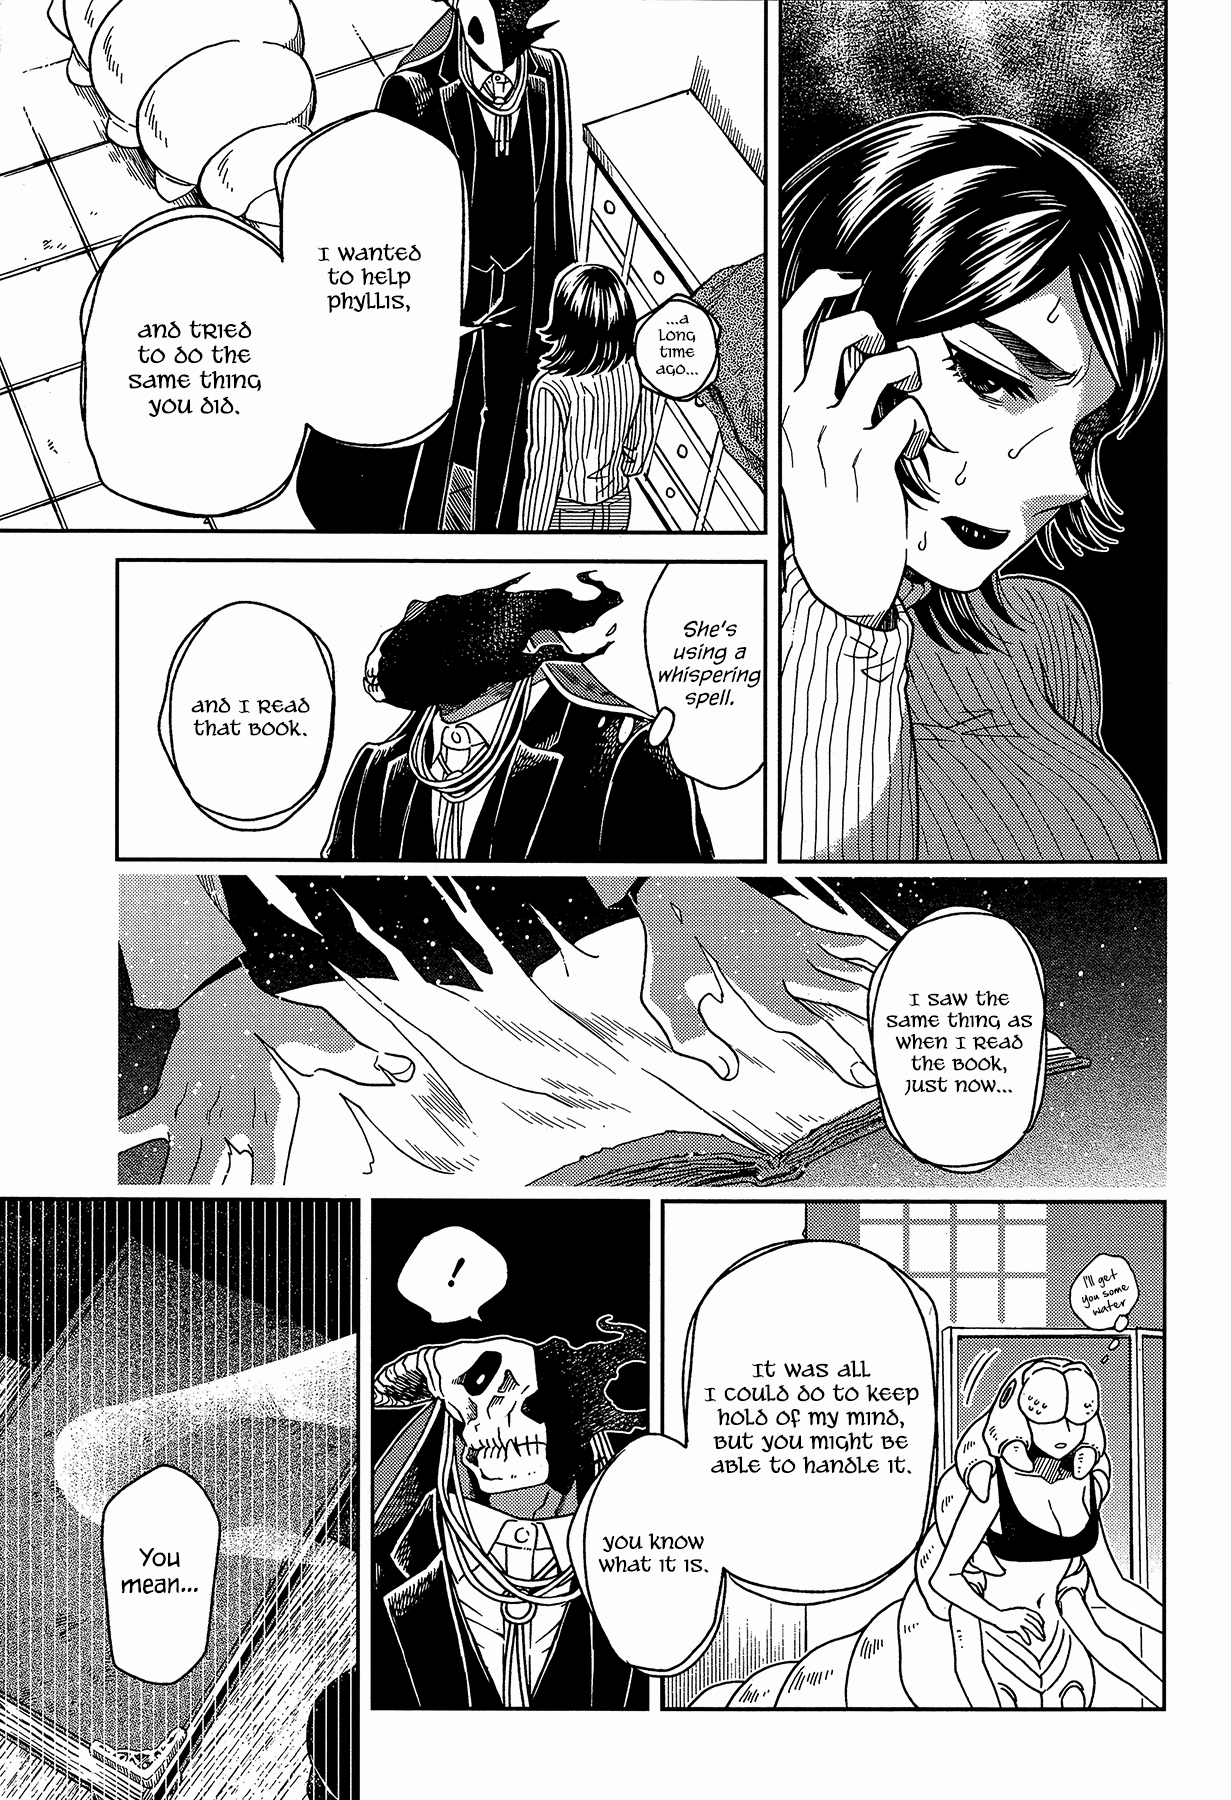 ...a
long
time
ago...
I wanted
to help
Phyllis,
and tried
to do the
same thing
you did.
She's
using a
whispering
spell.
and I read
that book.
I saw the
same thing as
when I read
the book,
just now...
I'll get
you some
water
It was all
I could do to keep
hold of my mind,
but you might be
able to handle it.
you know
what it is.
!
You
mean...